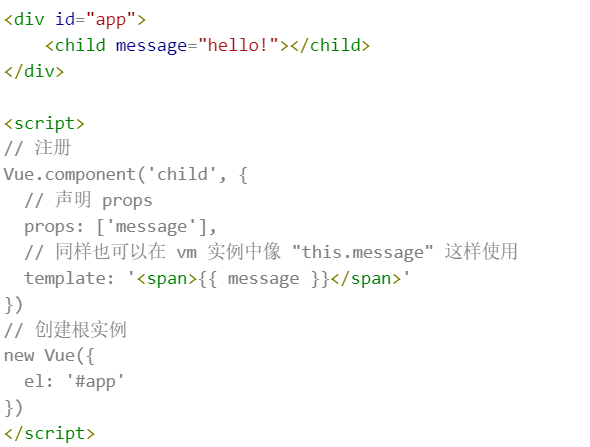 <div id="app">
    <child message="hello!"></child>
</div>

<script>
// 注册
Vue.component('child', {
  // 声明 props
  props: ['message'],
  // 同样也可以在 vm 实例中像 "this.message" 这样使用
  template: '<span>{{ message }}</span>'
})
// 创建根实例
new Vue({
  el: '#app'
})
</script>